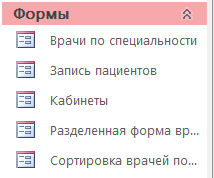 Формы
Врачи по специальности
Запись пациентов
Кабинеты
Разделенная форма вр...
Сортировка врачей по...